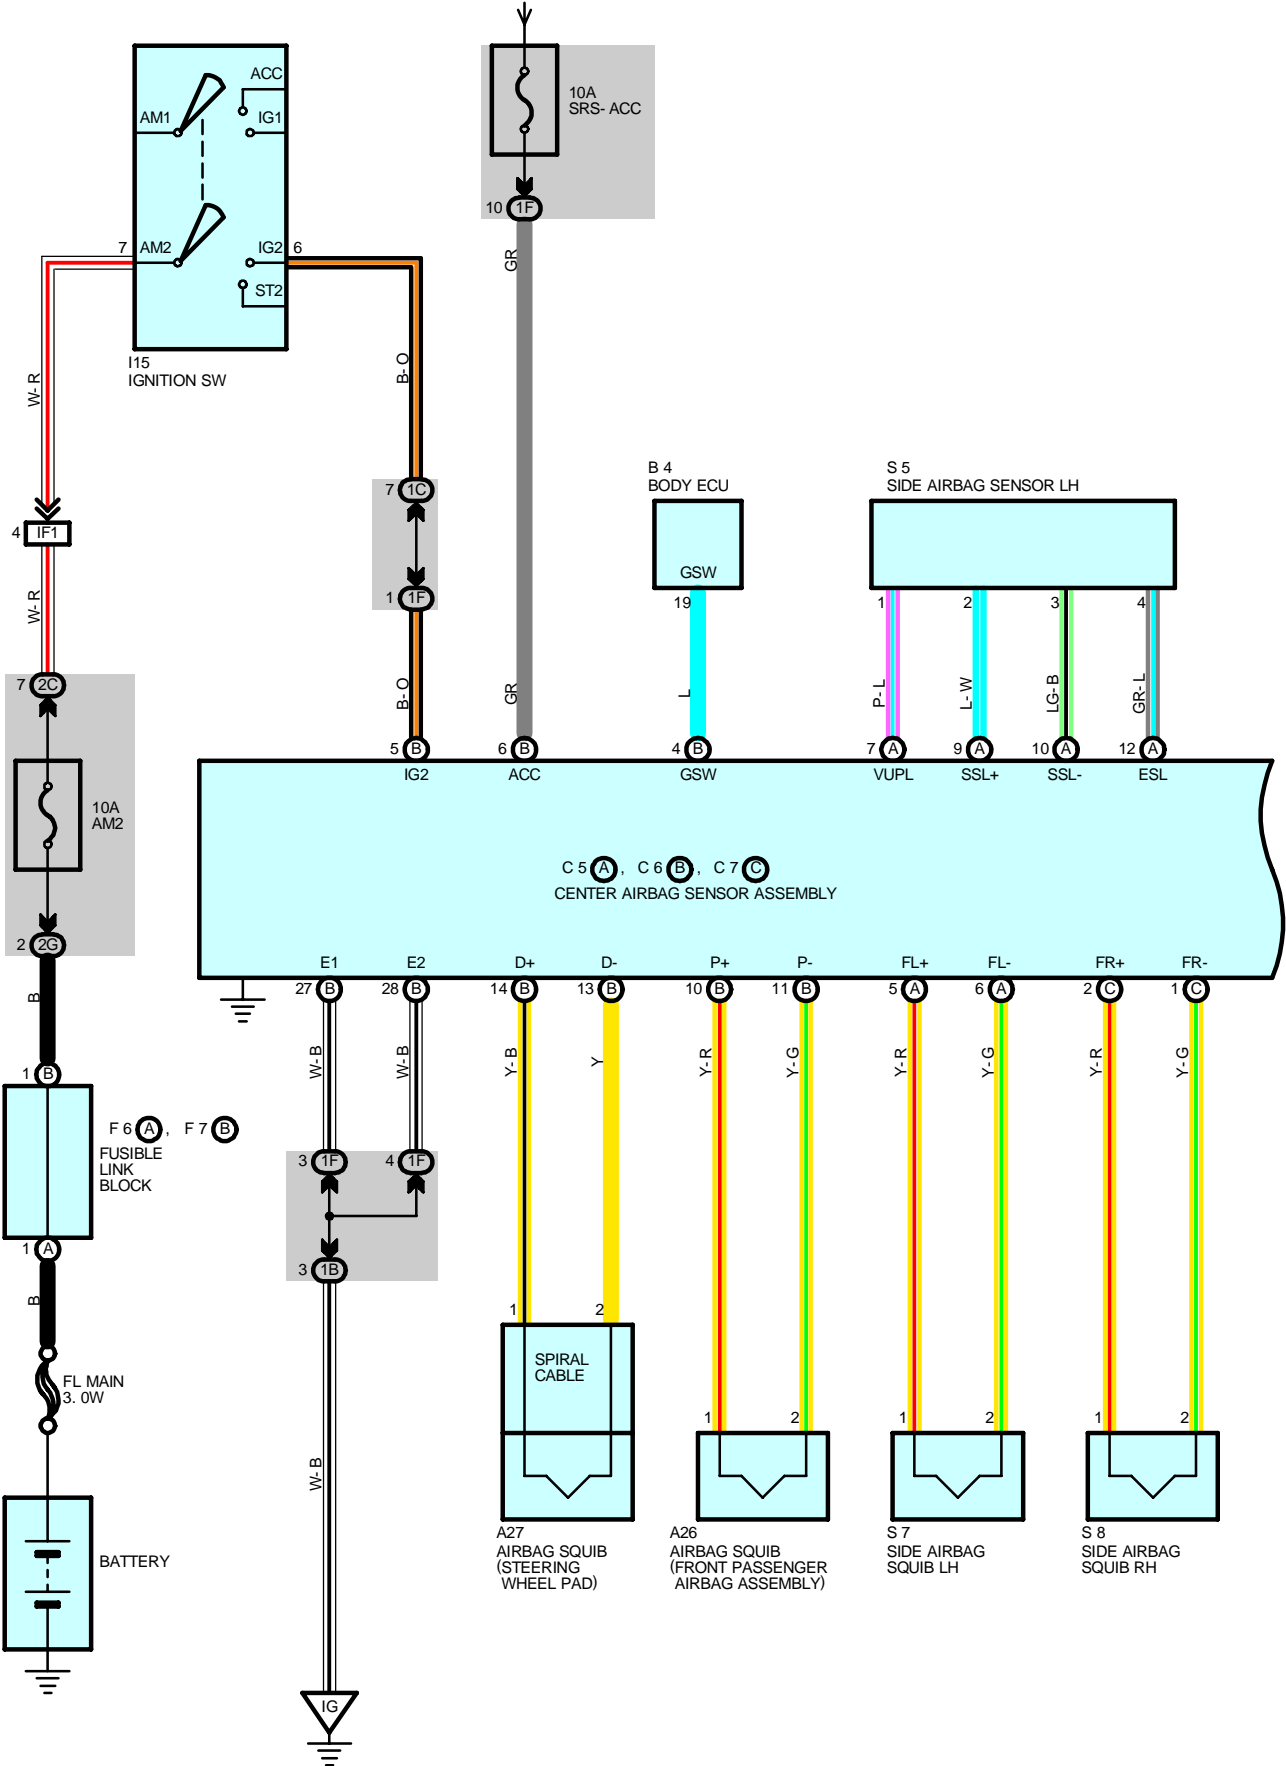 ACC
AM1
IG1
7
AM2
IG2
6
ST2
I15
IGNITION SW
10A
SRS- ACC
10
1F
GR
W- R
B- O
7
1C
1
1F
4
IF1
W- R
B- O
GR
B 4
BODY ECU
GSW
19
L
S 5
SIDE AIRBAG SENSOR LH
1
2
3
4
P- L
L- W
LG- B
GR- L
7
2C
10A
AM2
2
2G
5
B
6
B
4
B
7
A
9
A
10
A
12
A
IG2
ACC
GSW
VUPL
SSL+
SSL-
ESL
C 5 A , C 6 B , C 7 C
CENTER AIRBAG SENSOR ASSEMBLY
E1
E2
D+
D-
P+
P-
FL+
FL-
FR+
FR-
27
B
28
B
14
B
13
B
10
B
11
B
5
A
6
A
2
C
1
C
B
W- B
W- B
Y- B
Y
Y- R
Y- G
Y- R
Y- G
Y- R
Y- G
1
B
F 6 A , F 7 B
FUSIBLE
LINK
BLOCK
1
A
B
3
1F
4
1F
3
1B
FL MAIN
3. 0W
1
2
SPIRAL
CABLE
1
2
1
2
1
2
W- B
BATTERY
A27
AIRBAG SQUIB
(STEERING
WHEEL PAD)
A26
AIRBAG SQUIB
(FRONT PASSENGER
AIRBAG ASSEMBLY)
S 7
SIDE AIRBAG
SQUIB LH
S 8
SIDE AIRBAG
SQUIB RH
IG